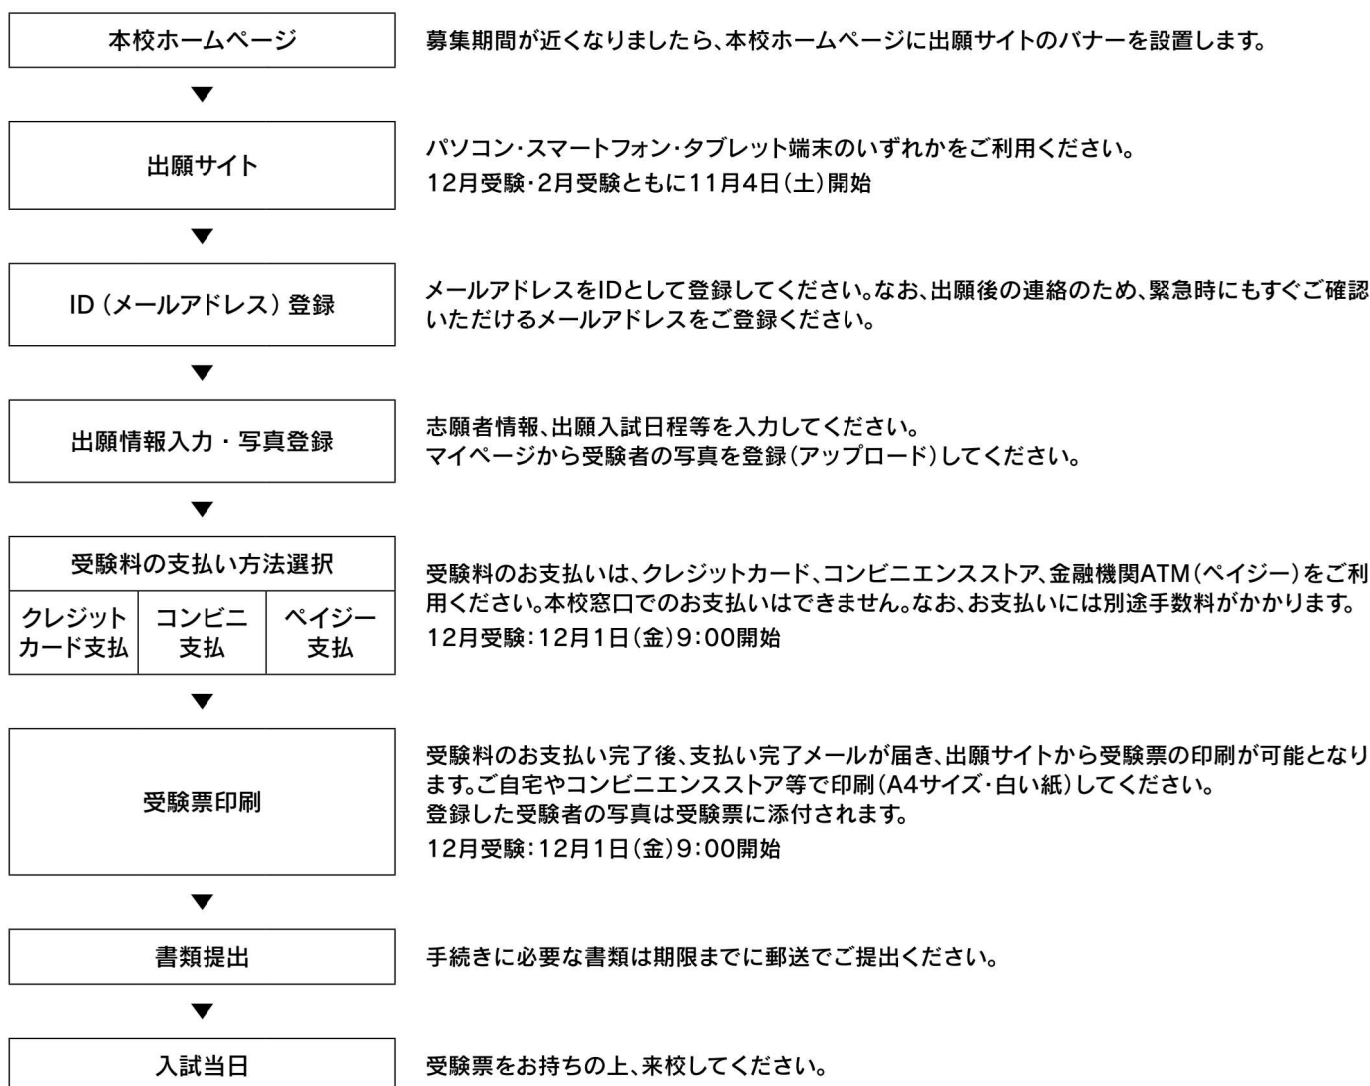 本校ホームページ
募集期間が近くなりましたら、本校ホームページに出願サイトのバナーを設置します。
▼
出願サイト
パソコン・スマートフォン・タブレット端末のいずれかをご利用ください。
12月受験・2月受験ともに11月4日(土)開始
▼
ID(メールアドレス)登録
メールアドレスをIDとして登録してください。なお、出願後の連絡のため、緊急時にもすぐご確認
いただけるメールアドレスをご登録ください。
▼
出願情報入力・写真登録
志願者情報、出願入試日程等を入力してください。
マイページから受験者の写真を登録(アップロード)してください。
▼
受験料の支払い方法選択
クレジット
カード支払
コンビニ
支払
ペイジー
支払
受験料のお支払いは、クレジットカード、コンビニエンスストア、金融機関ATM(ペイジー)をご利
用ください。本校窓口でのお支払いはできません。なお、お支払いには別途手数料がかかります。
12月受験:12月1日(金)9:00開始
▼
受験票印刷
受験料のお支払い完了後、支払い完了メールが届き、出願サイトから受験票の印刷が可能となり
ます。ご自宅やコンビニエンスストア等で印刷(A4サイズ・白い紙)してください。
登録した受験者の写真は受験票に添付されます。
12月受験:12月1日(金)9:00開始
▼
書類提出
手続きに必要な書類は期限までに郵送でご提出ください。
▼
入試当日
受験票をお持ちの上、来校してください。